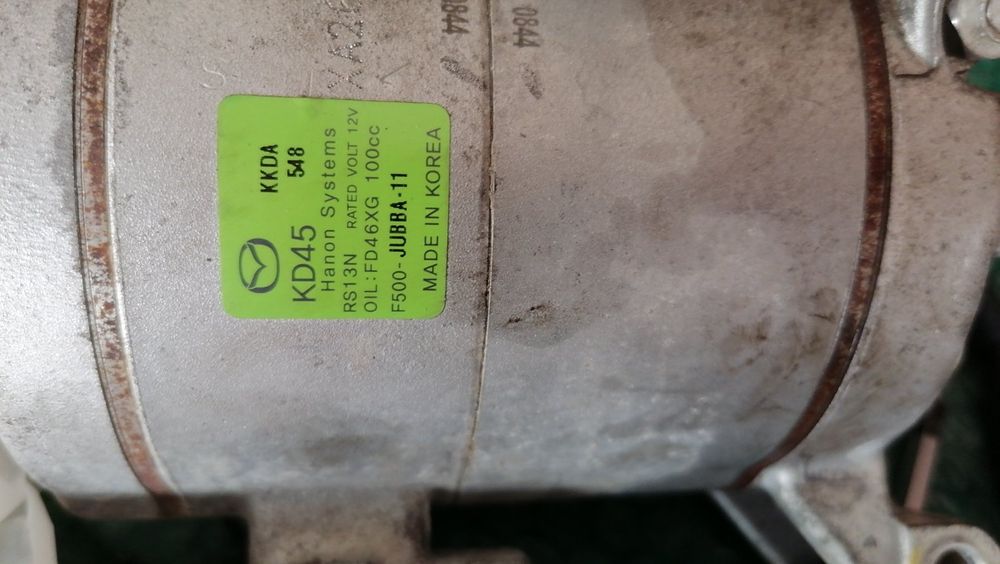 KKDA
548
KD45
Hanon Systems
RS13N RATED VOLT 12V
OIL:FD46XG 100cc
F500-JUBBA-11
MADE IN KOREA
0844
0844